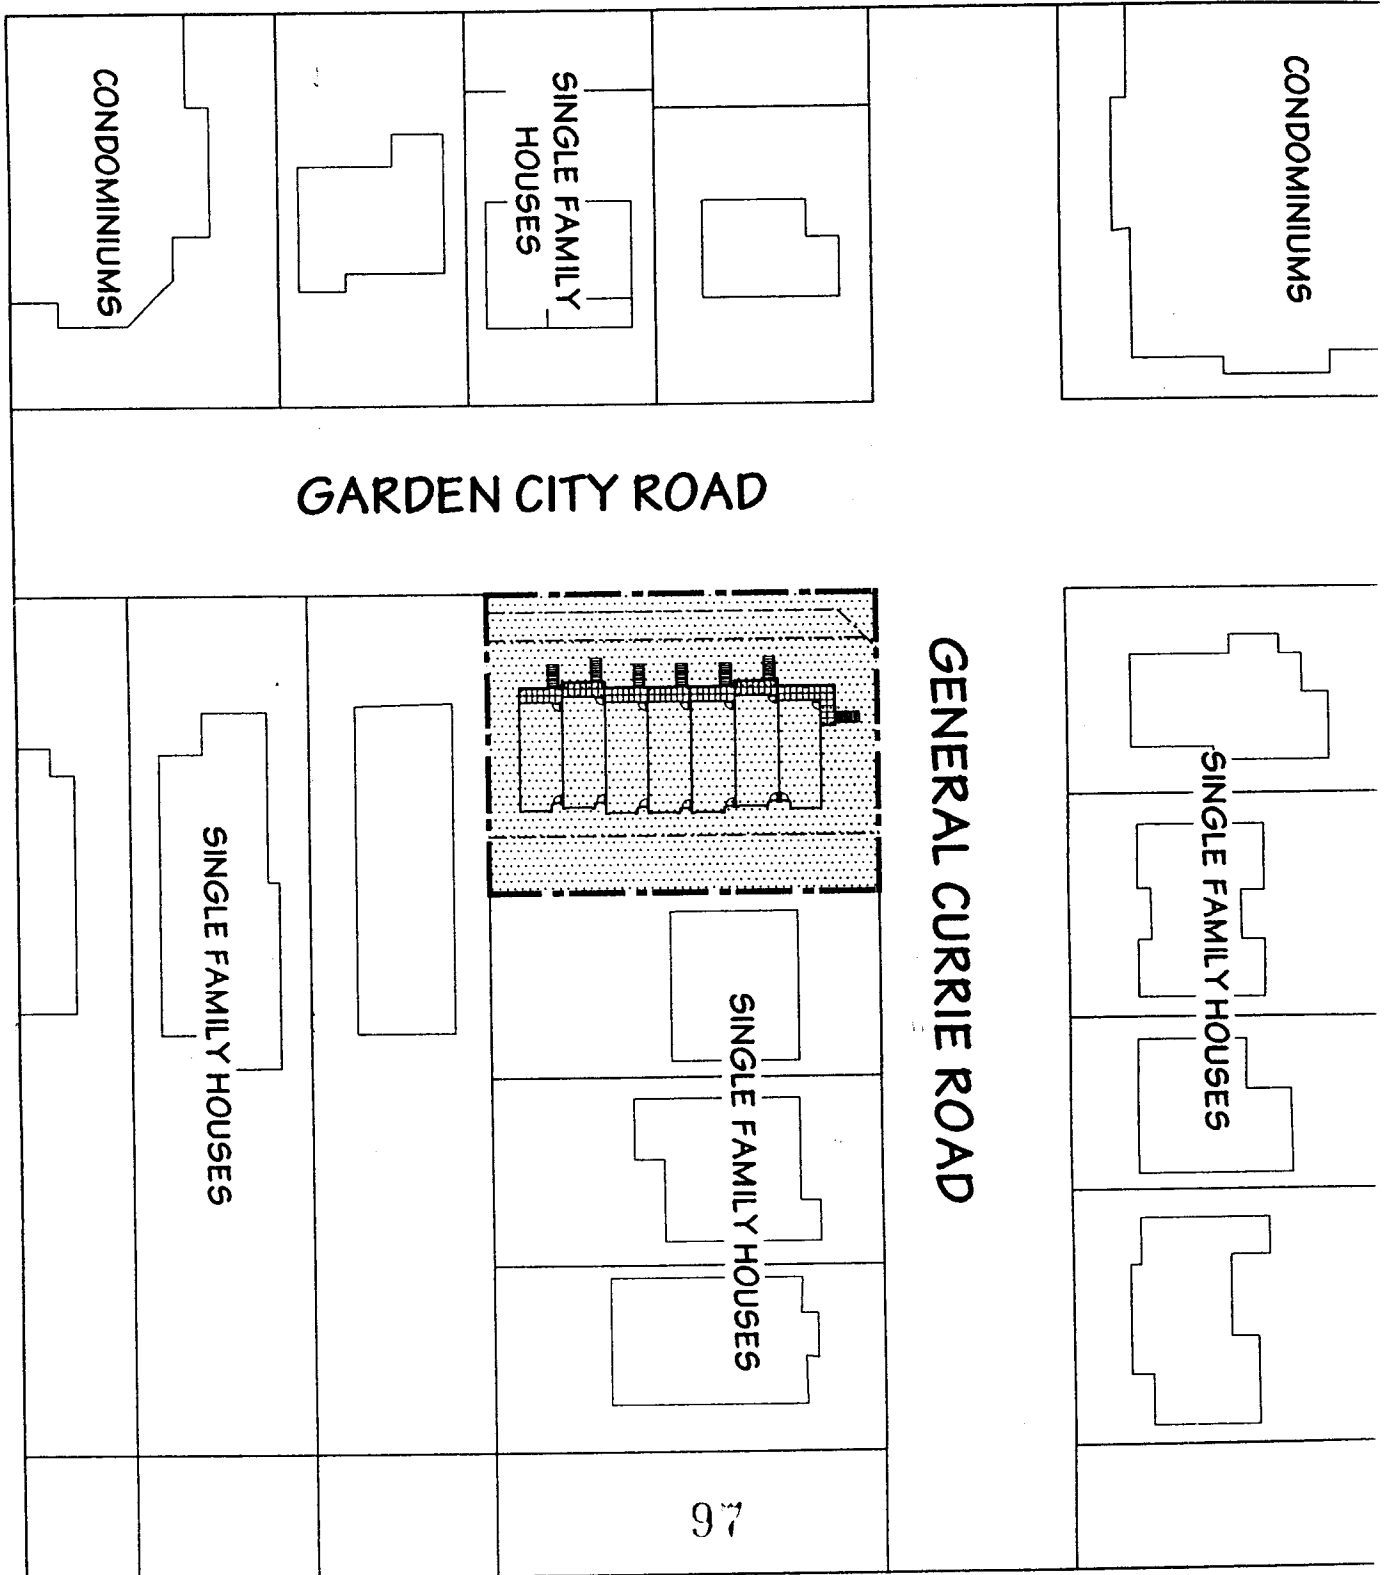 CONDOMINIUMS
SINGLE FAMILY
HOUSES
CONDOMINIUMS
GARDEN CITY ROAD
GENERAL CURRIE ROAD
SINGLE FAMILY HOUSES
SINGLE FAMILY HOUSES
SINGLE FAMILY HOUSES
97